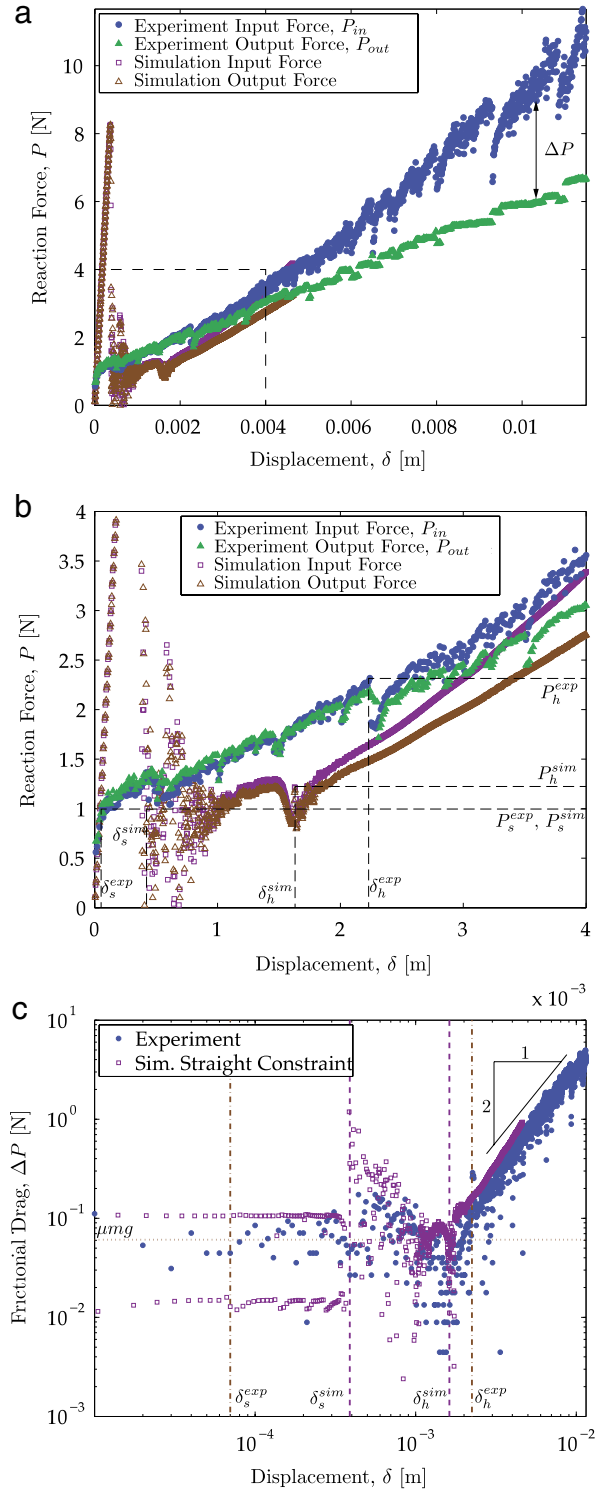 a
Experiment Input Force, P_in
Experiment Output Force, P_out
Simulation Input Force
Simulation Output Force
10
8
6
4
2
0
ΔP
Reaction Force, P [N]
0 0.002 0.004 0.006 0.008 0.01
Displacement, δ [m]
b
Experiment Input Force, P_in
Experiment Output Force, P_out
Simulation Input Force
Simulation Output Force
4
3.5
3
2.5
2
1.5
1
0.5
0
Reaction Force, P [N]
P_h^exp
P_h^sim
P_s^exp, P_s^sim
δ_s^sim
δ_s^exp
δ_h^sim
δ_h^exp
0 1 2 3 4
Displacement, δ [m]
x 10^-3
c
Experiment
Sim. Straight Constraint
10^1
10^0
10^-1
10^-2
10^-3
1
2
μmg
Frictional Drag, ΔP [N]
δ_s^exp
δ_s^sim
δ_h^sim
δ_h^exp
10^-4 10^-3 10^-2
Displacement, δ [m]